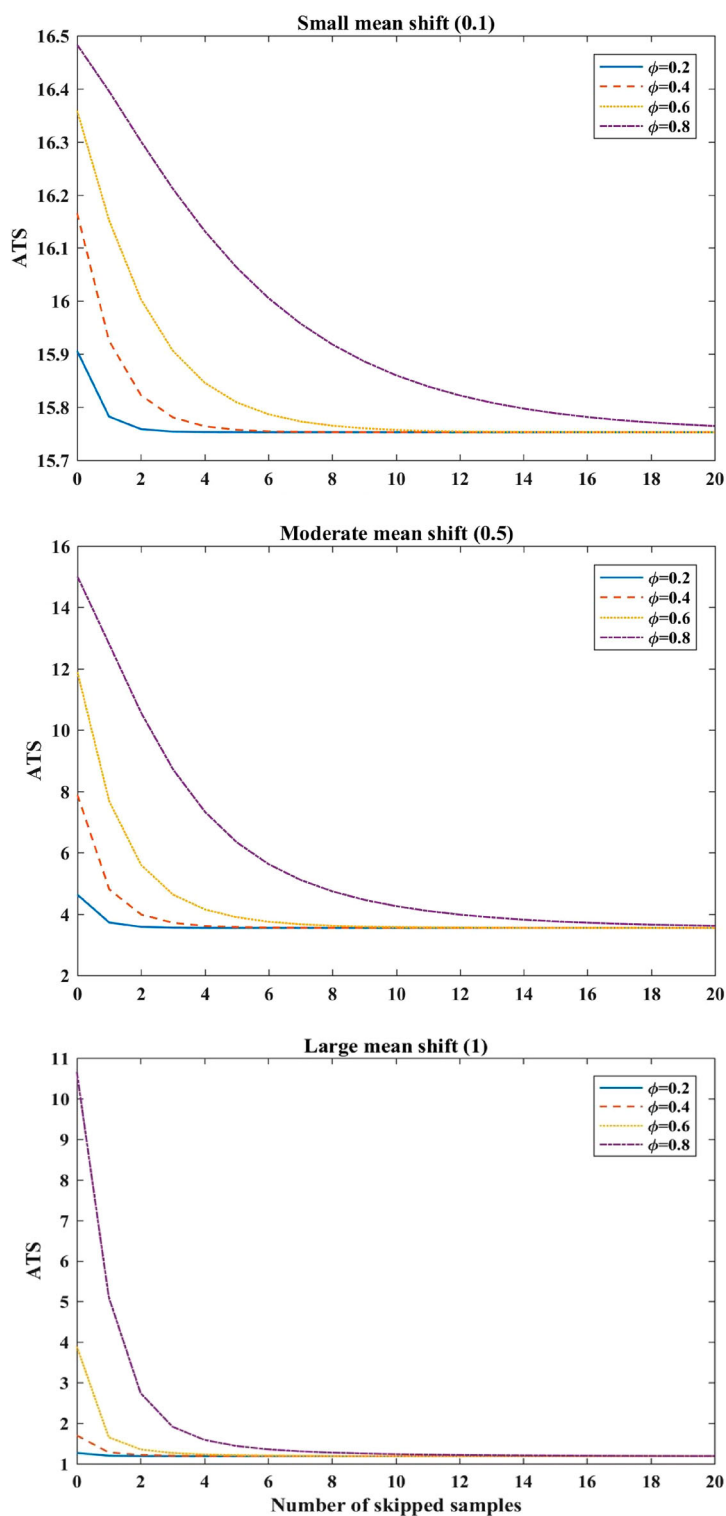 Small mean shift (0.1)
16.5
16.4
16.3
16.2
16.1
16
15.9
15.8
15.7
ATS
ϕ=0.2
ϕ=0.4
ϕ=0.6
ϕ=0.8
0 2 4 6 8 10 12 14 16 18 20
Moderate mean shift (0.5)
16
14
12
10
8
6
4
2
ATS
ϕ=0.2
ϕ=0.4
ϕ=0.6
ϕ=0.8
0 2 4 6 8 10 12 14 16 18 20
Large mean shift (1)
11
10
9
8
7
6
5
4
3
2
1
ATS
ϕ=0.2
ϕ=0.4
ϕ=0.6
ϕ=0.8
0 2 4 6 8 10 12 14 16 18 20
Number of skipped samples